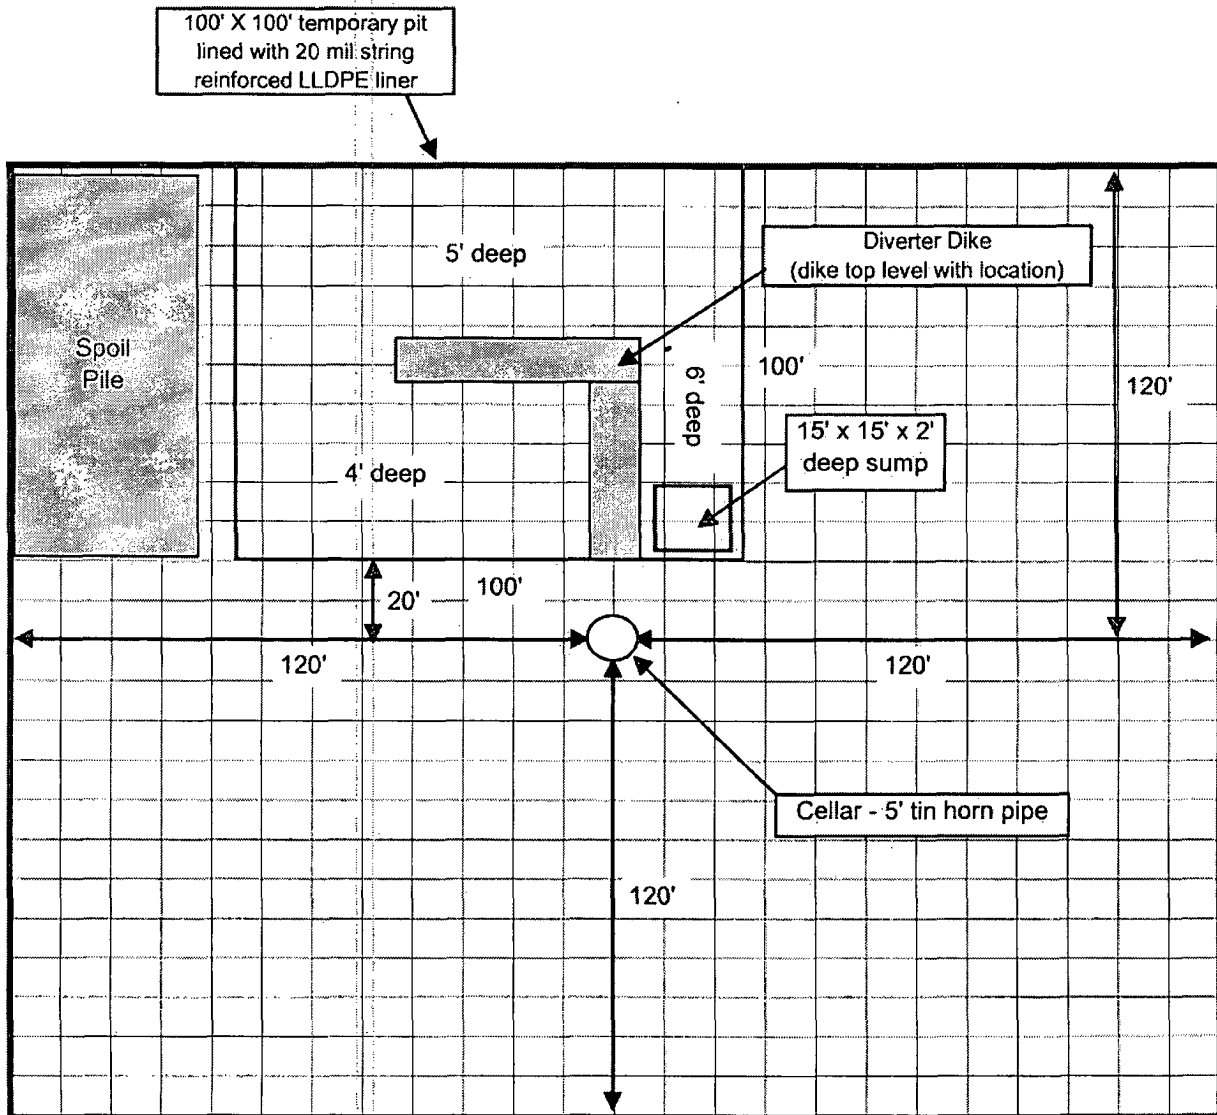 100' X 100' temporary pit
lined with 20 mil string
reinforced LLDPE liner
5' deep
Diverter Dike
(dike top level with location)
Spoil
Pile
6' deep
100'
120'
15' x 15' x 2'
deep sump
4' deep
20'
100'
120'
120'
Cellar - 5' tin horn pipe
120'